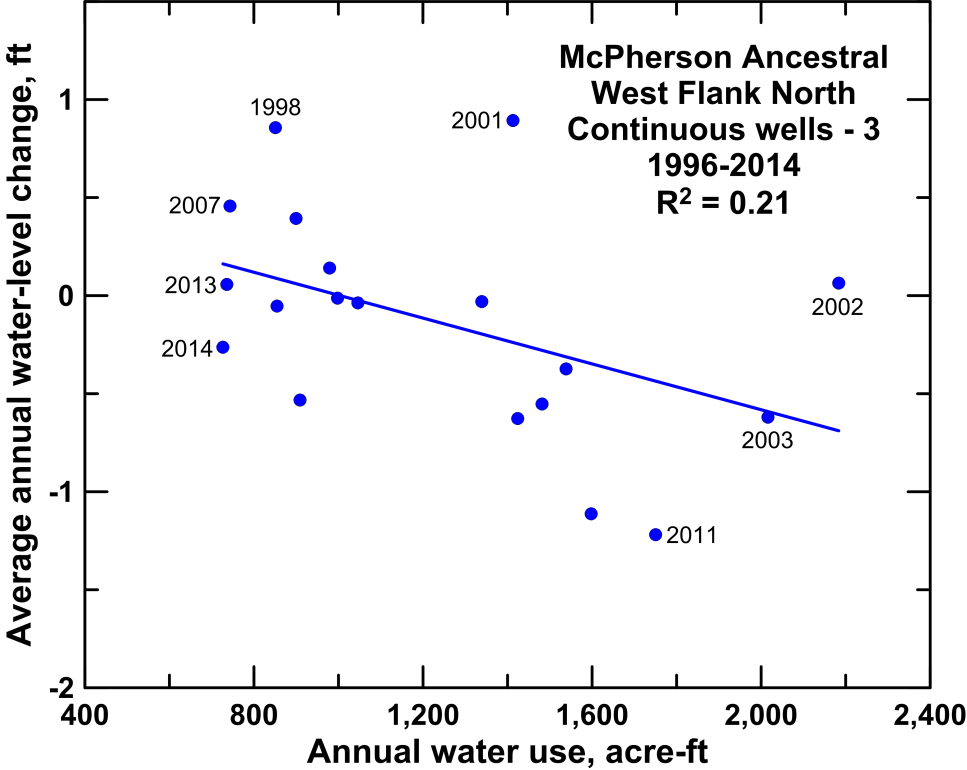 McPherson Ancestral
West Flank North
Continuous wells - 3
1996-2014
R² = 0.21
Average annual water-level change, ft
1
0
-1
-2
1998
2001
2007
2013
2002
2014
2003
2011
400 800 1,200 1,600 2,000 2,400
Annual water use, acre-ft